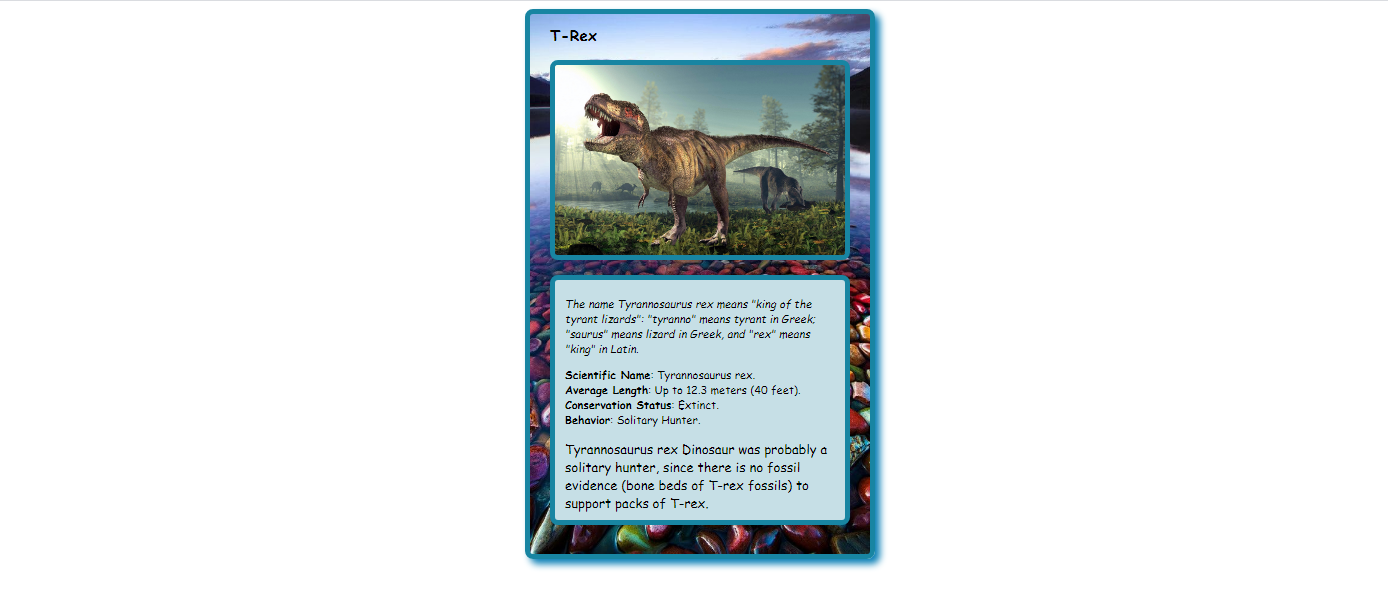 T-Rex
The name Tyrannosaurus rex means "king of the
tyrant lizards": "tyranno" means tyrant in Greek;
"saurus" means lizard in Greek, and "rex" means
"king" in Latin.
Scientific Name: Tyrannosaurus rex.
Average Length: Up to 12.3 meters (40 feet).
Conservation Status: Extinct.
Behavior: Solitary Hunter.
Tyrannosaurus rex Dinosaur was probably a
solitary hunter, since there is no fossil
evidence (bone beds of T-rex fossils) to
support packs of T-rex.